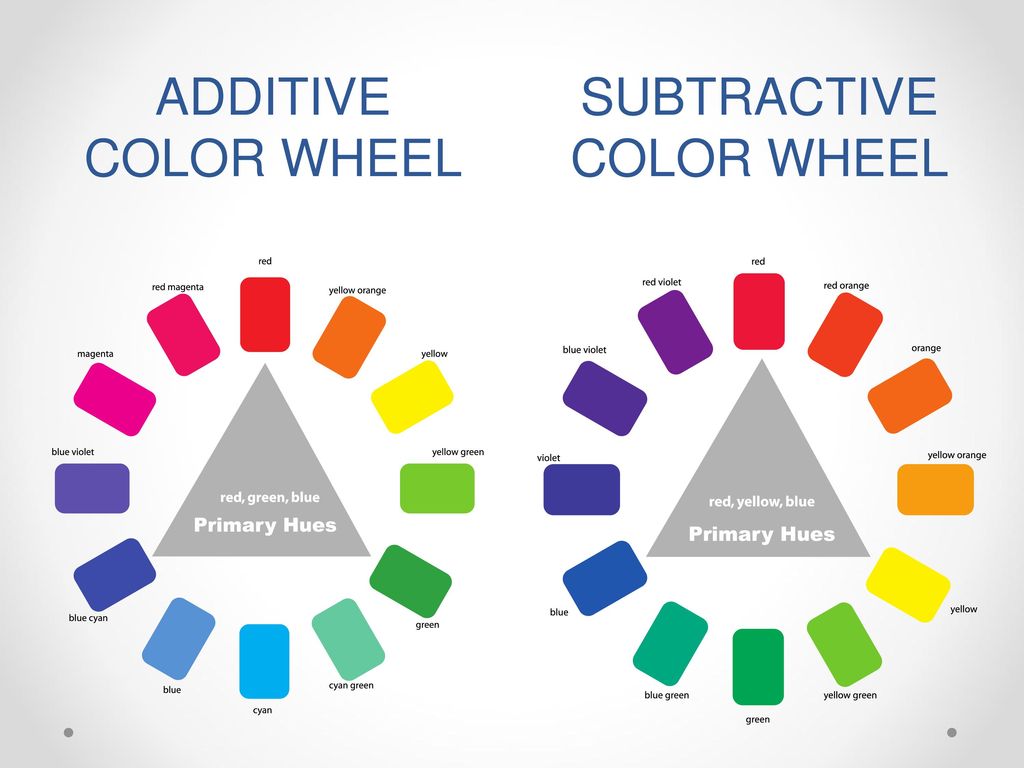 ADDITIVE
COLOR WHEEL
red
red magenta
yellow orange
magenta
yellow
blue violet
yellow green
red, green, blue
Primary Hues
blue cyan
green
blue
cyan green
cyan
SUBTRACTIVE
COLOR WHEEL
red
red violet
red orange
blue violet
orange
violet
yellow orange
red, yellow, blue
Primary Hues
blue
yellow
blue green
yellow green
green